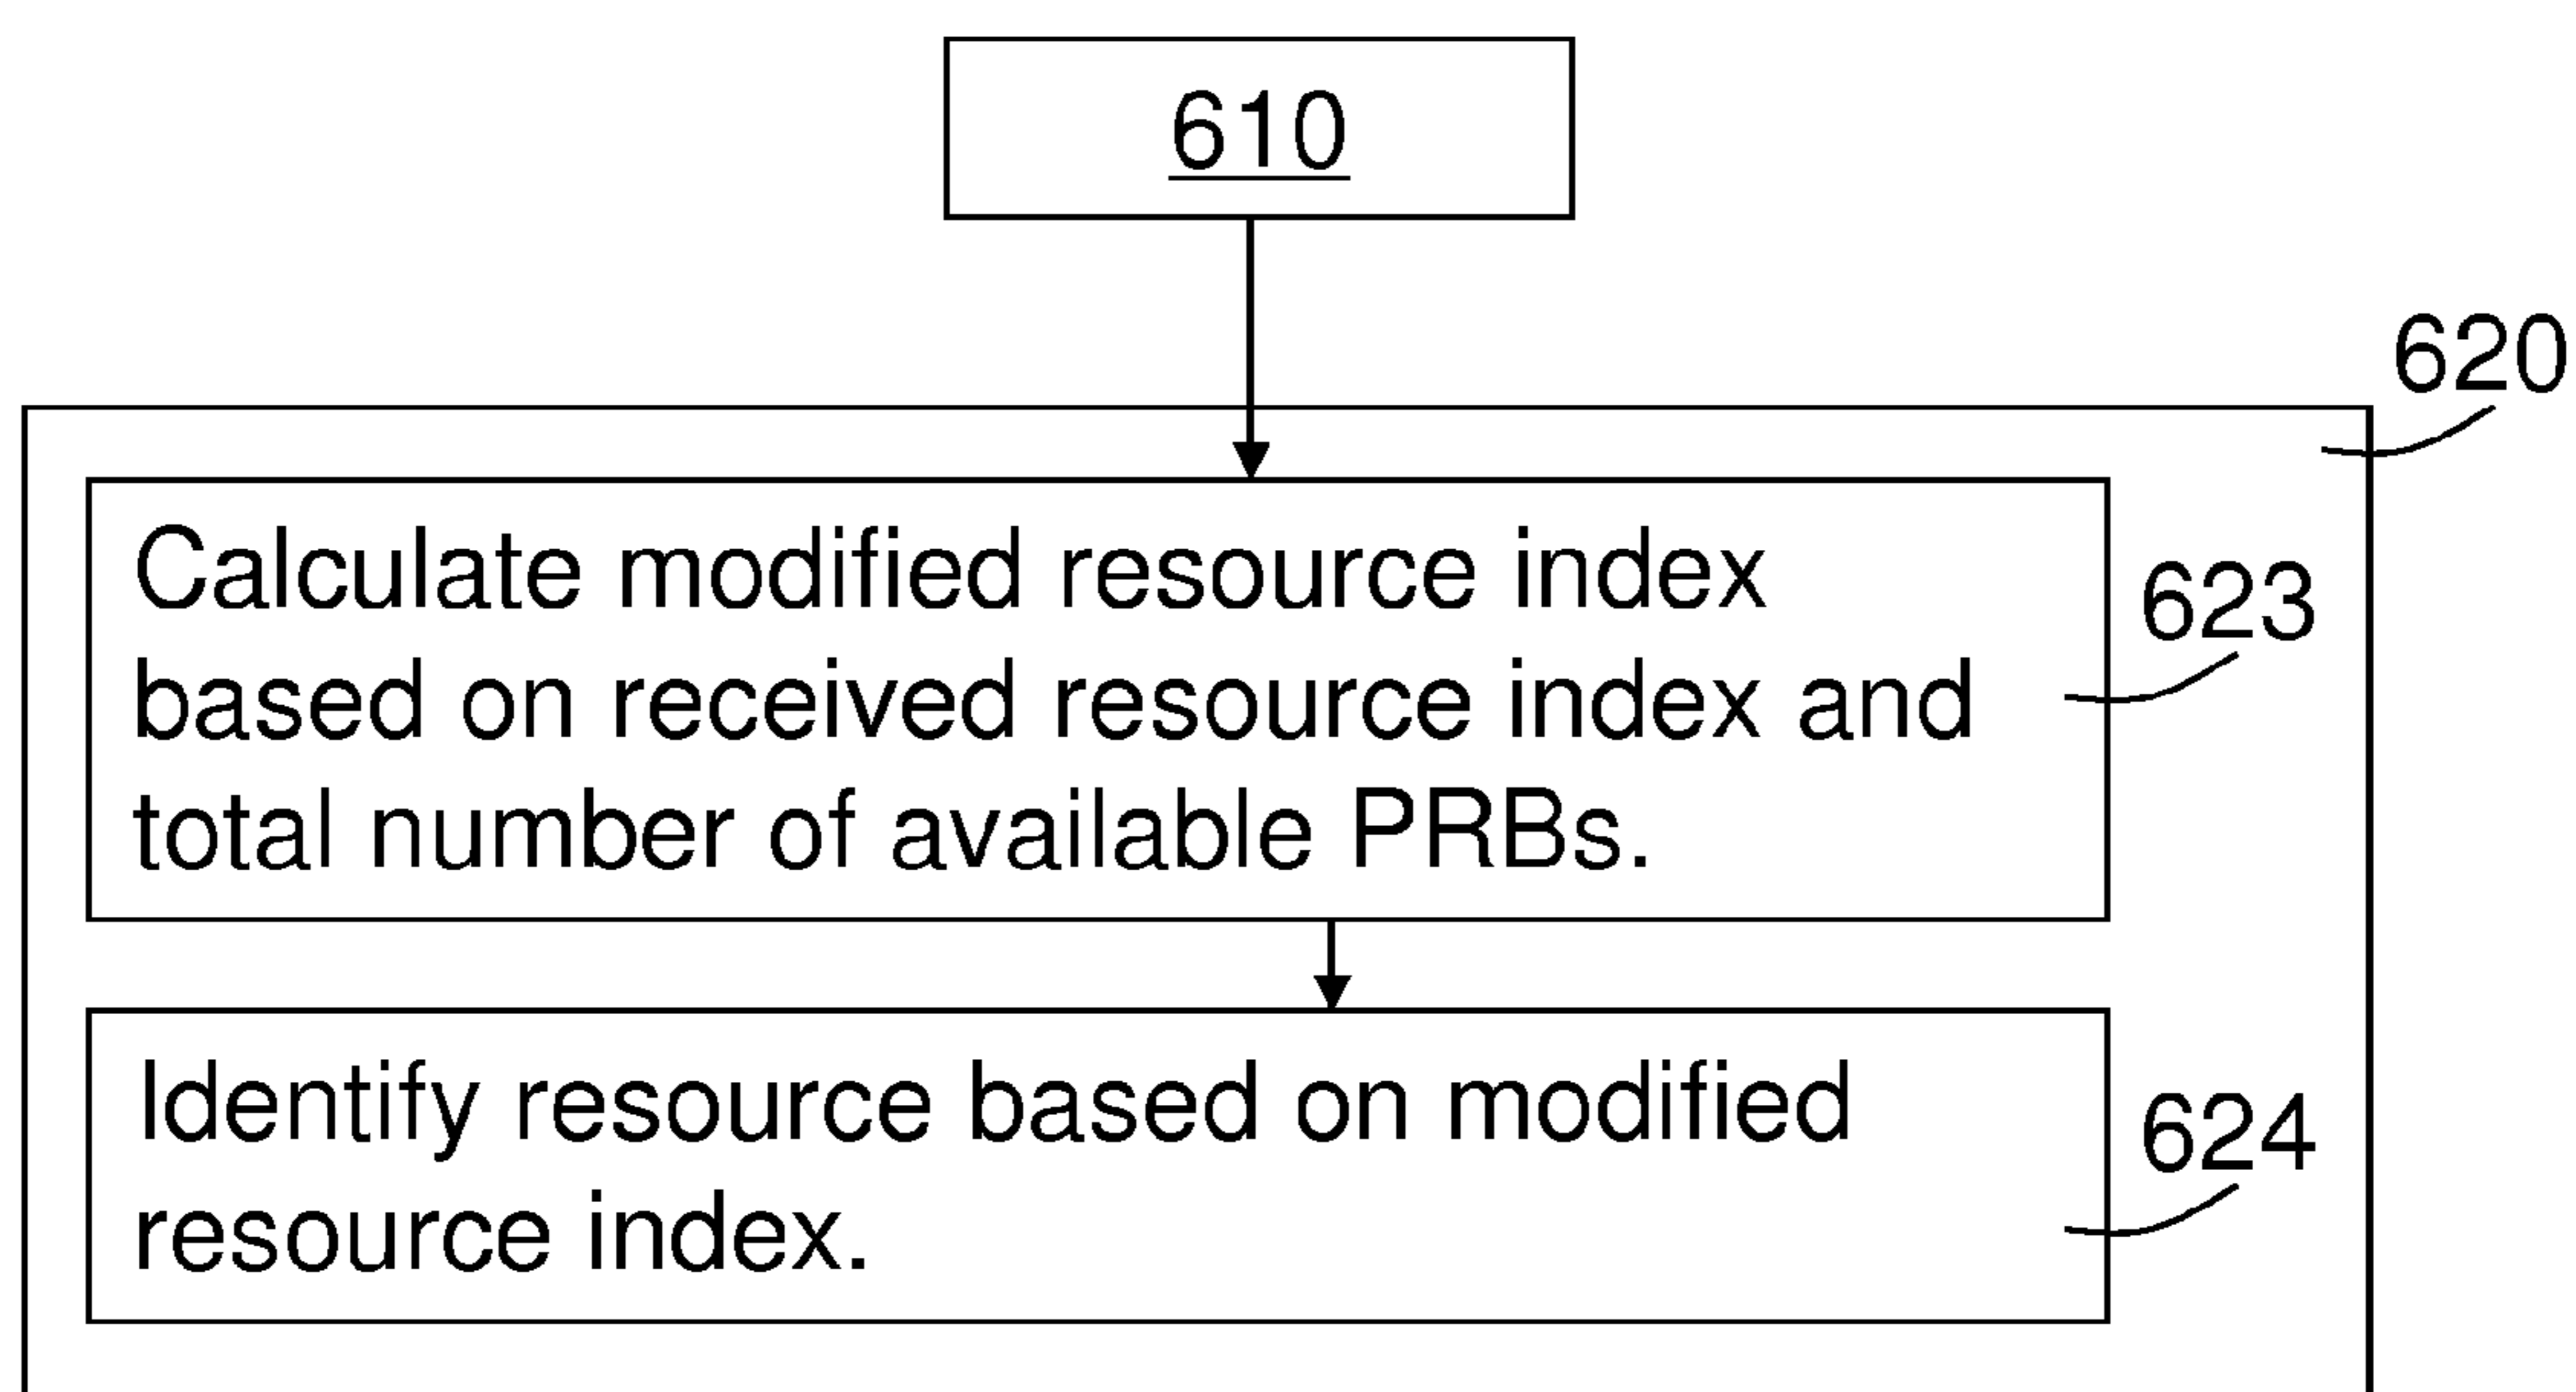 610
620
Calculate modified resource index
based on received resource index and
total number of available PRBs.
623
Identify resource based on modified
resource index.
624